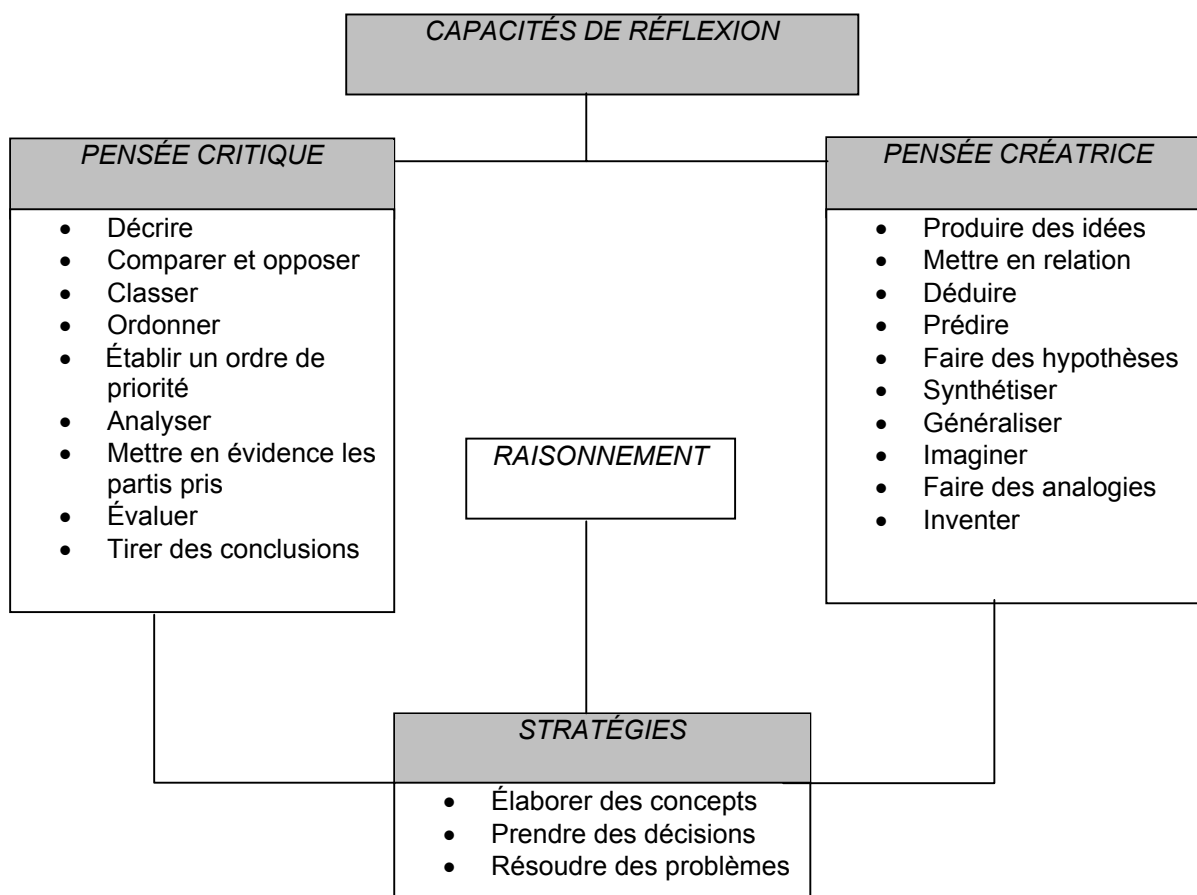 CAPACITÉS DE RÉFLEXION
PENSÉE CRITIQUE
• Décrire
• Comparer et opposer
• Classer
• Ordonner
• Établir un ordre de
priorité
• Analyser
• Mettre en évidence les
partis pris
• Évaluer
• Tirer des conclusions
PENSÉE CRÉATRICE
• Produire des idées
• Mettre en relation
• Déduire
• Prédire
• Faire des hypothèses
• Synthétiser
• Généraliser
• Imaginer
• Faire des analogies
• Inventer
RAISONNEMENT
STRATÉGIES
• Élaborer des concepts
• Prendre des décisions
• Résoudre des problèmes